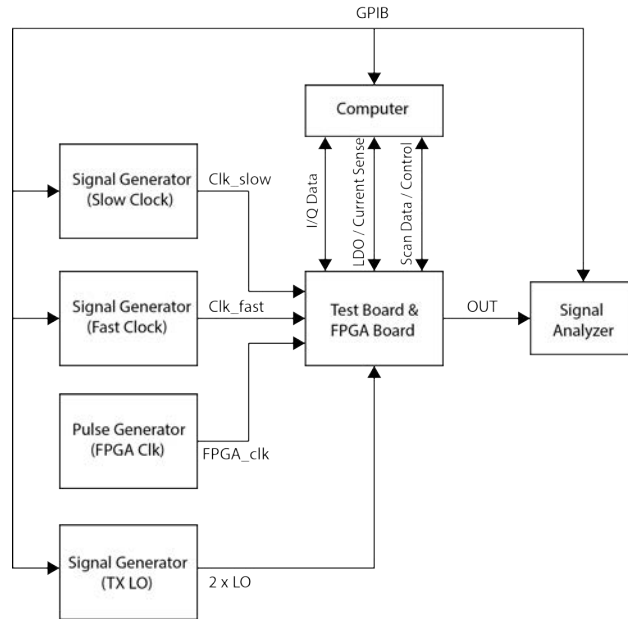 GPIB
Computer
I/Q Data
LDO / Current Sense
Scan Data / Control
Signal Generator
(Slow Clock)
Clk_slow
Signal Generator
(Fast Clock)
Clk_fast
Test Board &
FPGA Board
OUT
Signal
Analyzer
Pulse Generator
(FPGA Clk)
FPGA_clk
Signal Generator
(TX LO)
2 x LO